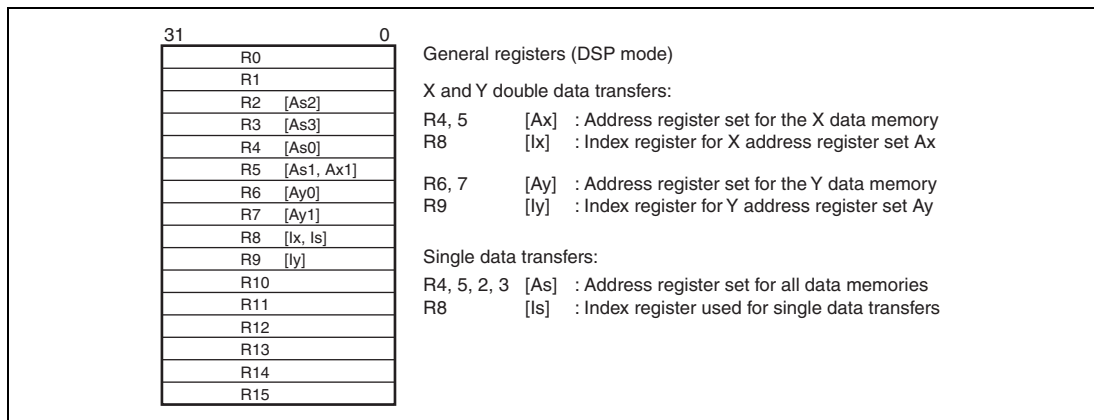 31 0
R0
R1
R2 [As2]
R3 [As3]
R4 [As0]
R5 [As1, Ax1]
R6 [Ay0]
R7 [Ay1]
R8 [Ix, Is]
R9 [Iy]
R10
R11
R12
R13
R14
R15
General registers (DSP mode)
X and Y double data transfers:
R4, 5 [Ax] : Address register set for the X data memory
R8 [Ix] : Index register for X address register set Ax
R6, 7 [Ay] : Address register set for the Y data memory
R9 [Iy] : Index register for Y address register set Ay
Single data transfers:
R4, 5, 2, 3 [As] : Address register set for all data memories
R8 [Is] : Index register used for single data transfers